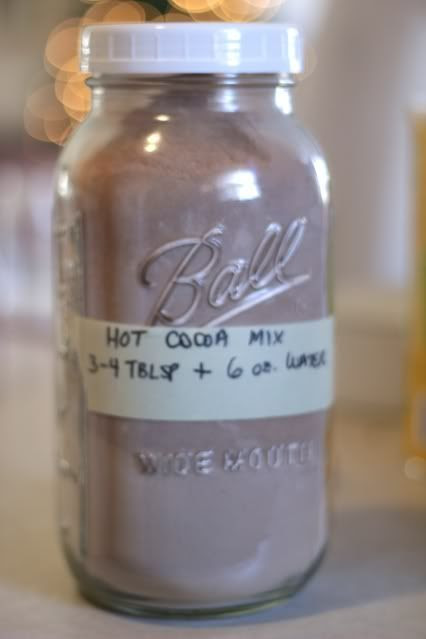 Ball
HOT COCOA MIX
3-4 TBLSP + 6 oz. WATER
WIDE MOUTH